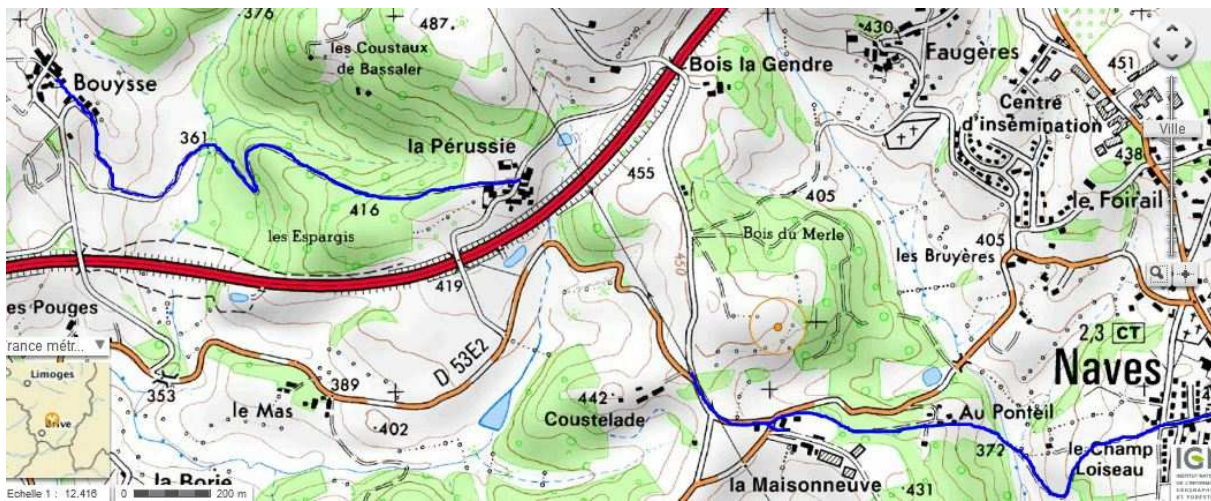 376
487
430
les Coustaux
de Bassaler
Faugères
451
Bouysse
Bois la Gendre
Centre
d'insémination
Ville
361
la Pérussie
438
455
405
le Foirail
416
les Espargis
Bois du Merle
405
les Bruyères
450
419
es Pouges
rance métr...
2,3 CT
Naves
D 53E2
Limoges
353
389
le Mas
442
Coustelade
Au Ponteil
Brive
402
372
le Champ
Loiseau
IGN
la Borie
la Maisonneuve
431
Echelle 1 : 12.416
0
200 m